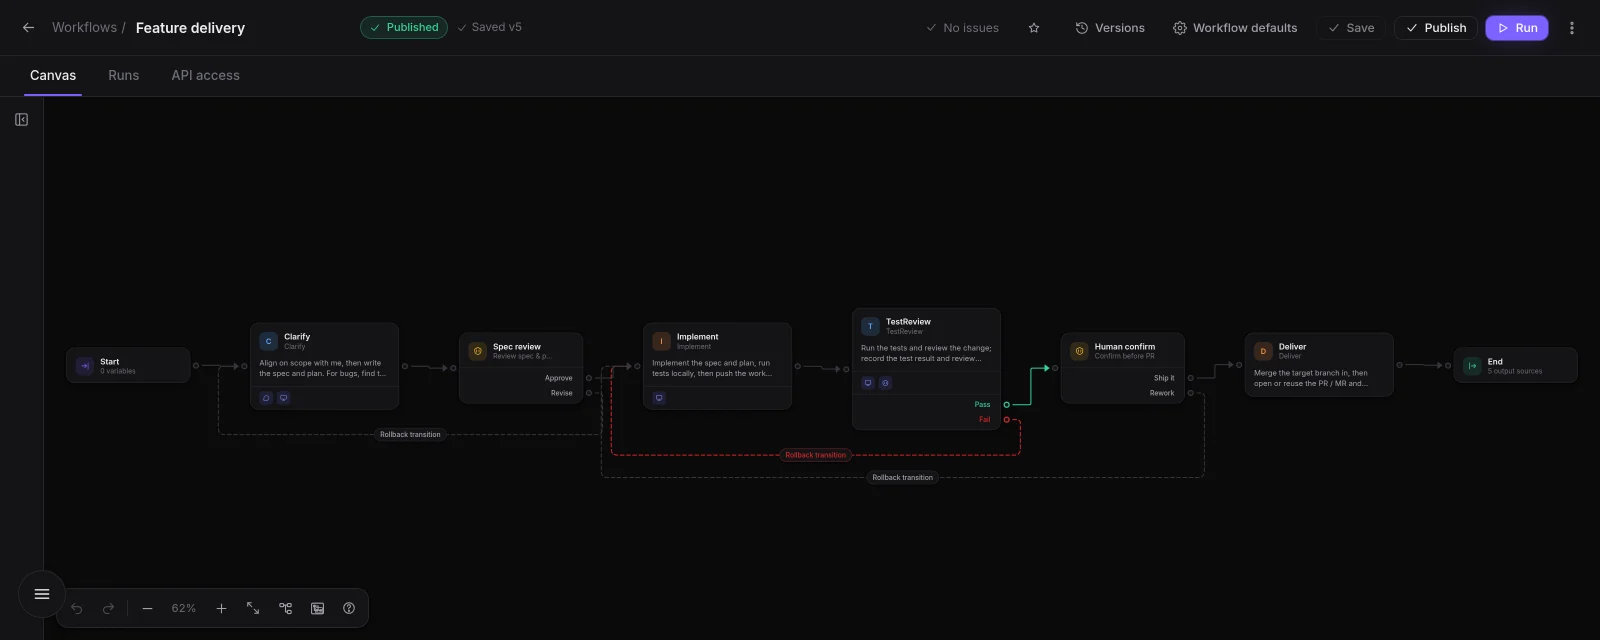 Workflows / Feature delivery
Published
Saved v5
No issues
Versions
Workflow defaults
Save
Publish
Run
Canvas
Runs
API access
Start
0 variables
C
Clarify
Clarify
Align on scope with me, then write
the spec and plan. For bugs, find t...
Spec review
Review spec & p...
Approve
Revise
I
Implement
Implement
Implement the spec and plan, run
tests locally, then push the work...
T
TestReview
TestReview
Run the tests and review the change;
record the test result and review...
Pass
Fail
Human confirm
Confirm before PR
Ship it
Rework
D
Deliver
Deliver
Merge the target branch in, then
open or reuse the PR / MR and...
End
5 output sources
Rollback transition
Rollback transition
Rollback transition
62%